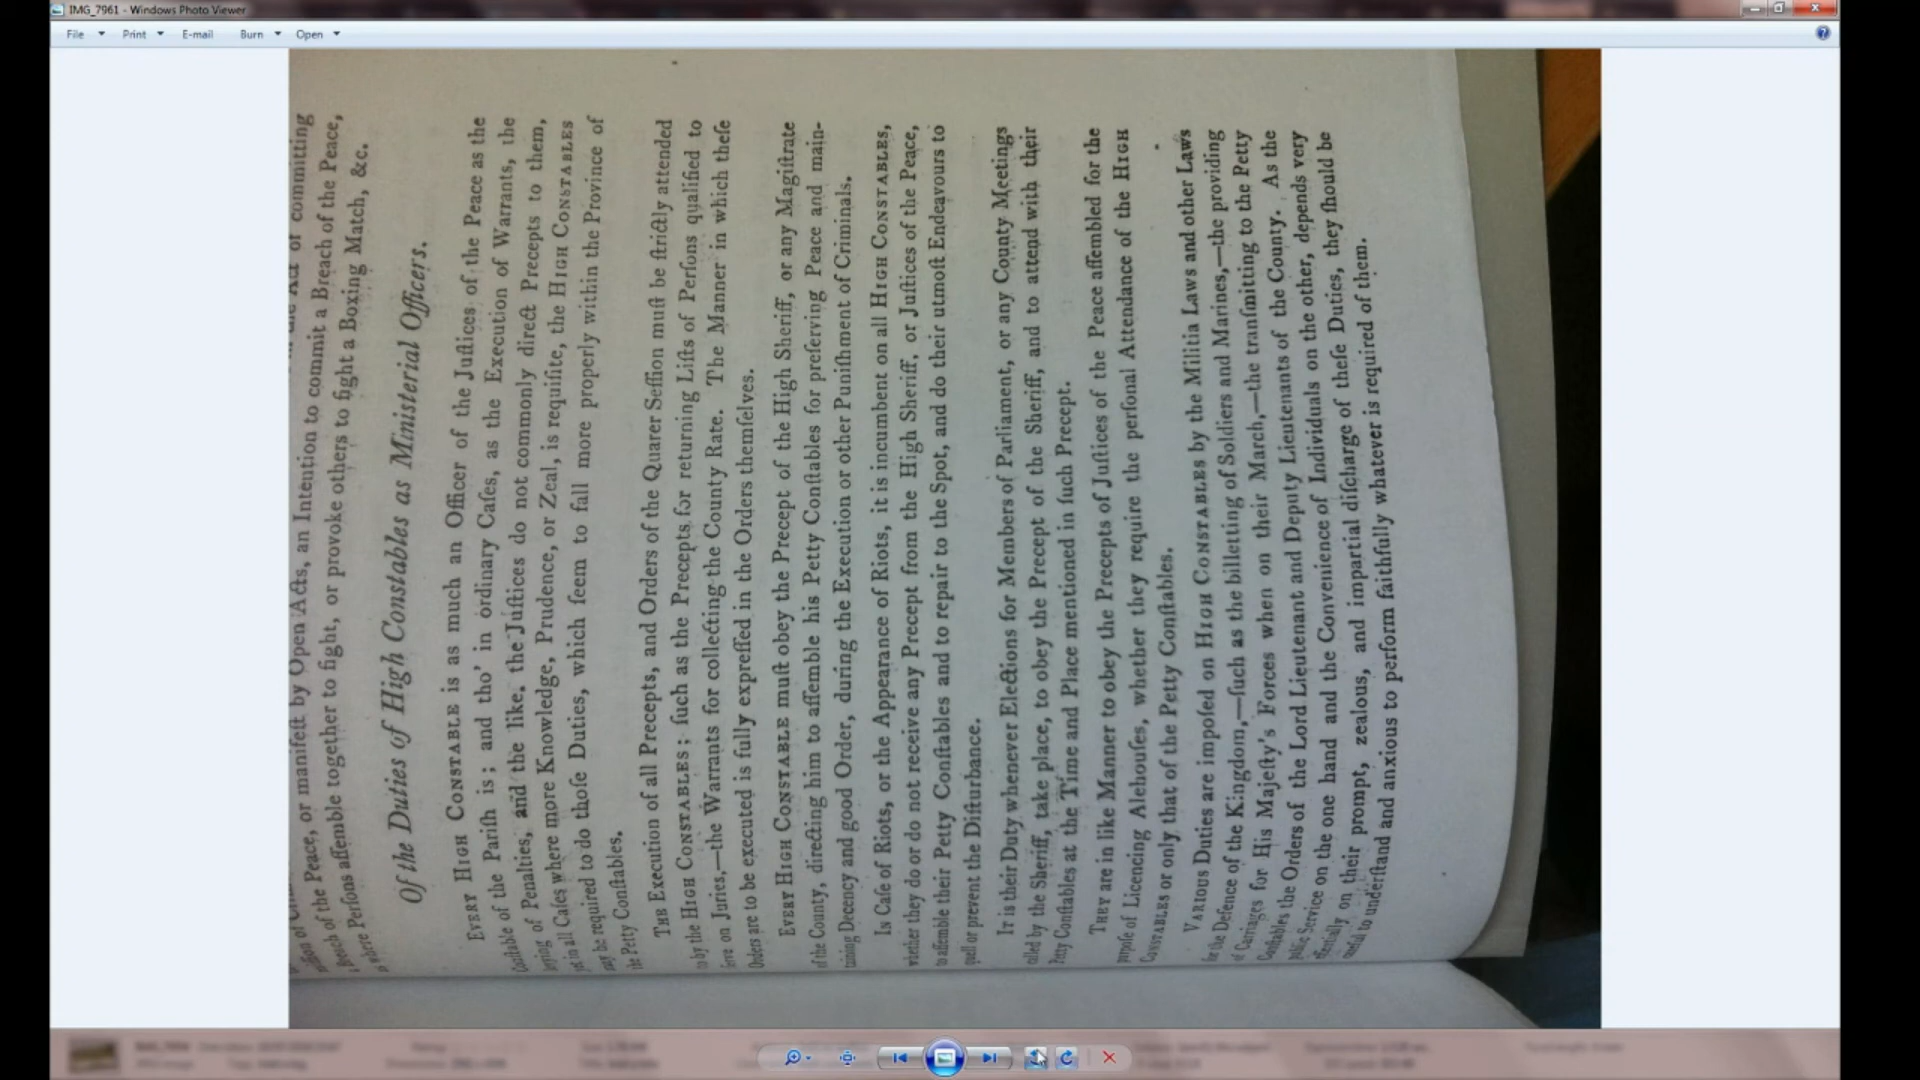 IMG_7961 - Windows Photo Viewer
File Print E-mail Burn Open
the Act of committing
of the Peace, or manifeſt by Open Acts, an Intention to commit a Breach of the Peace,
where Perſons aſſemble together to fight, or provoke others to fight a Boxing Match, &c.
Of the Duties of High Conſtables as Miniſterial Officers.
EVERY HIGH CONSTABLE is as much an Officer of the Juſtices of the Peace as the
Conſtable of the Pariſh is; and tho' in ordinary Caſes, as the Execution of Warrants, the
levying of Penalties, and the like, the Juſtices do not commonly direct Precepts to them,
yet in all Caſes where more Knowledge, Prudence, or Zeal, is requiſite, the HIGH CONSTABLES
may be required to do thoſe Duties, which ſeem to fall more properly within the Province of
the Petty Conſtables.
THE Execution of all Precepts, and Orders of the Quarer Seſſion muſt be ſtrictly attended
to by the HIGH CONSTABLES; ſuch as the Precepts for returning Liſts of Perſons qualified to
ſerve on Juries,—the Warrants for collecting the County Rate. The Manner in which theſe
Orders are to be executed is fully expreſſed in the Orders themſelves.
EVERY HIGH CONSTABLE muſt obey the Precept of the High Sheriff, or any Magiſtrate
of the County, directing him to aſſemble his Petty Conſtables for preſerving Peace and main-
taining Decency and good Order, during the Execution or other Puniſhment of Criminals.
In Caſe of Riots, or the Appearance of Riots, it is incumbent on all HIGH CONSTABLES,
whether they do or do not receive any Precept from the High Sheriff, or Juſtices of the Peace,
to aſſemble their Petty Conſtables and to repair to the Spot, and do their utmoſt Endeavours to
quell or prevent the Diſturbance.
IT is their Duty whenever Elections for Members of Parliament, or any County Meetings
called by the Sheriff, take place, to obey the Precept of the Sheriff, and to attend with their
Petty Conſtables at the Time and Place mentioned in ſuch Precept.
THEY are in like Manner to obey the Precepts of Juſtices of the Peace aſſembled for the
purpoſe of Licencing Alehouſes, whether they require the perſonal Attendance of the HIGH
CONSTABLES or only that of the Petty Conſtables.
VARIOUS Duties are impoſed on HIGH CONSTABLES by the Militia Laws and other Laws
for the Defence of the Kingdom,—ſuch as the billetting of Soldiers and Marines,—the providing
of Carriages for His Majeſty's Forces when on their March,—the tranſmitting to the Petty
Conſtables the Orders of the Lord Lieutenant and Deputy Lieutenants of the County. As the
public Service on the one hand and the Convenience of Individuals on the other, depends very
eſſentially on their prompt, zealous, and impartial diſcharge of theſe Duties, they ſhould be
careful to underſtand and anxious to perform faithfully whatever is required of them.